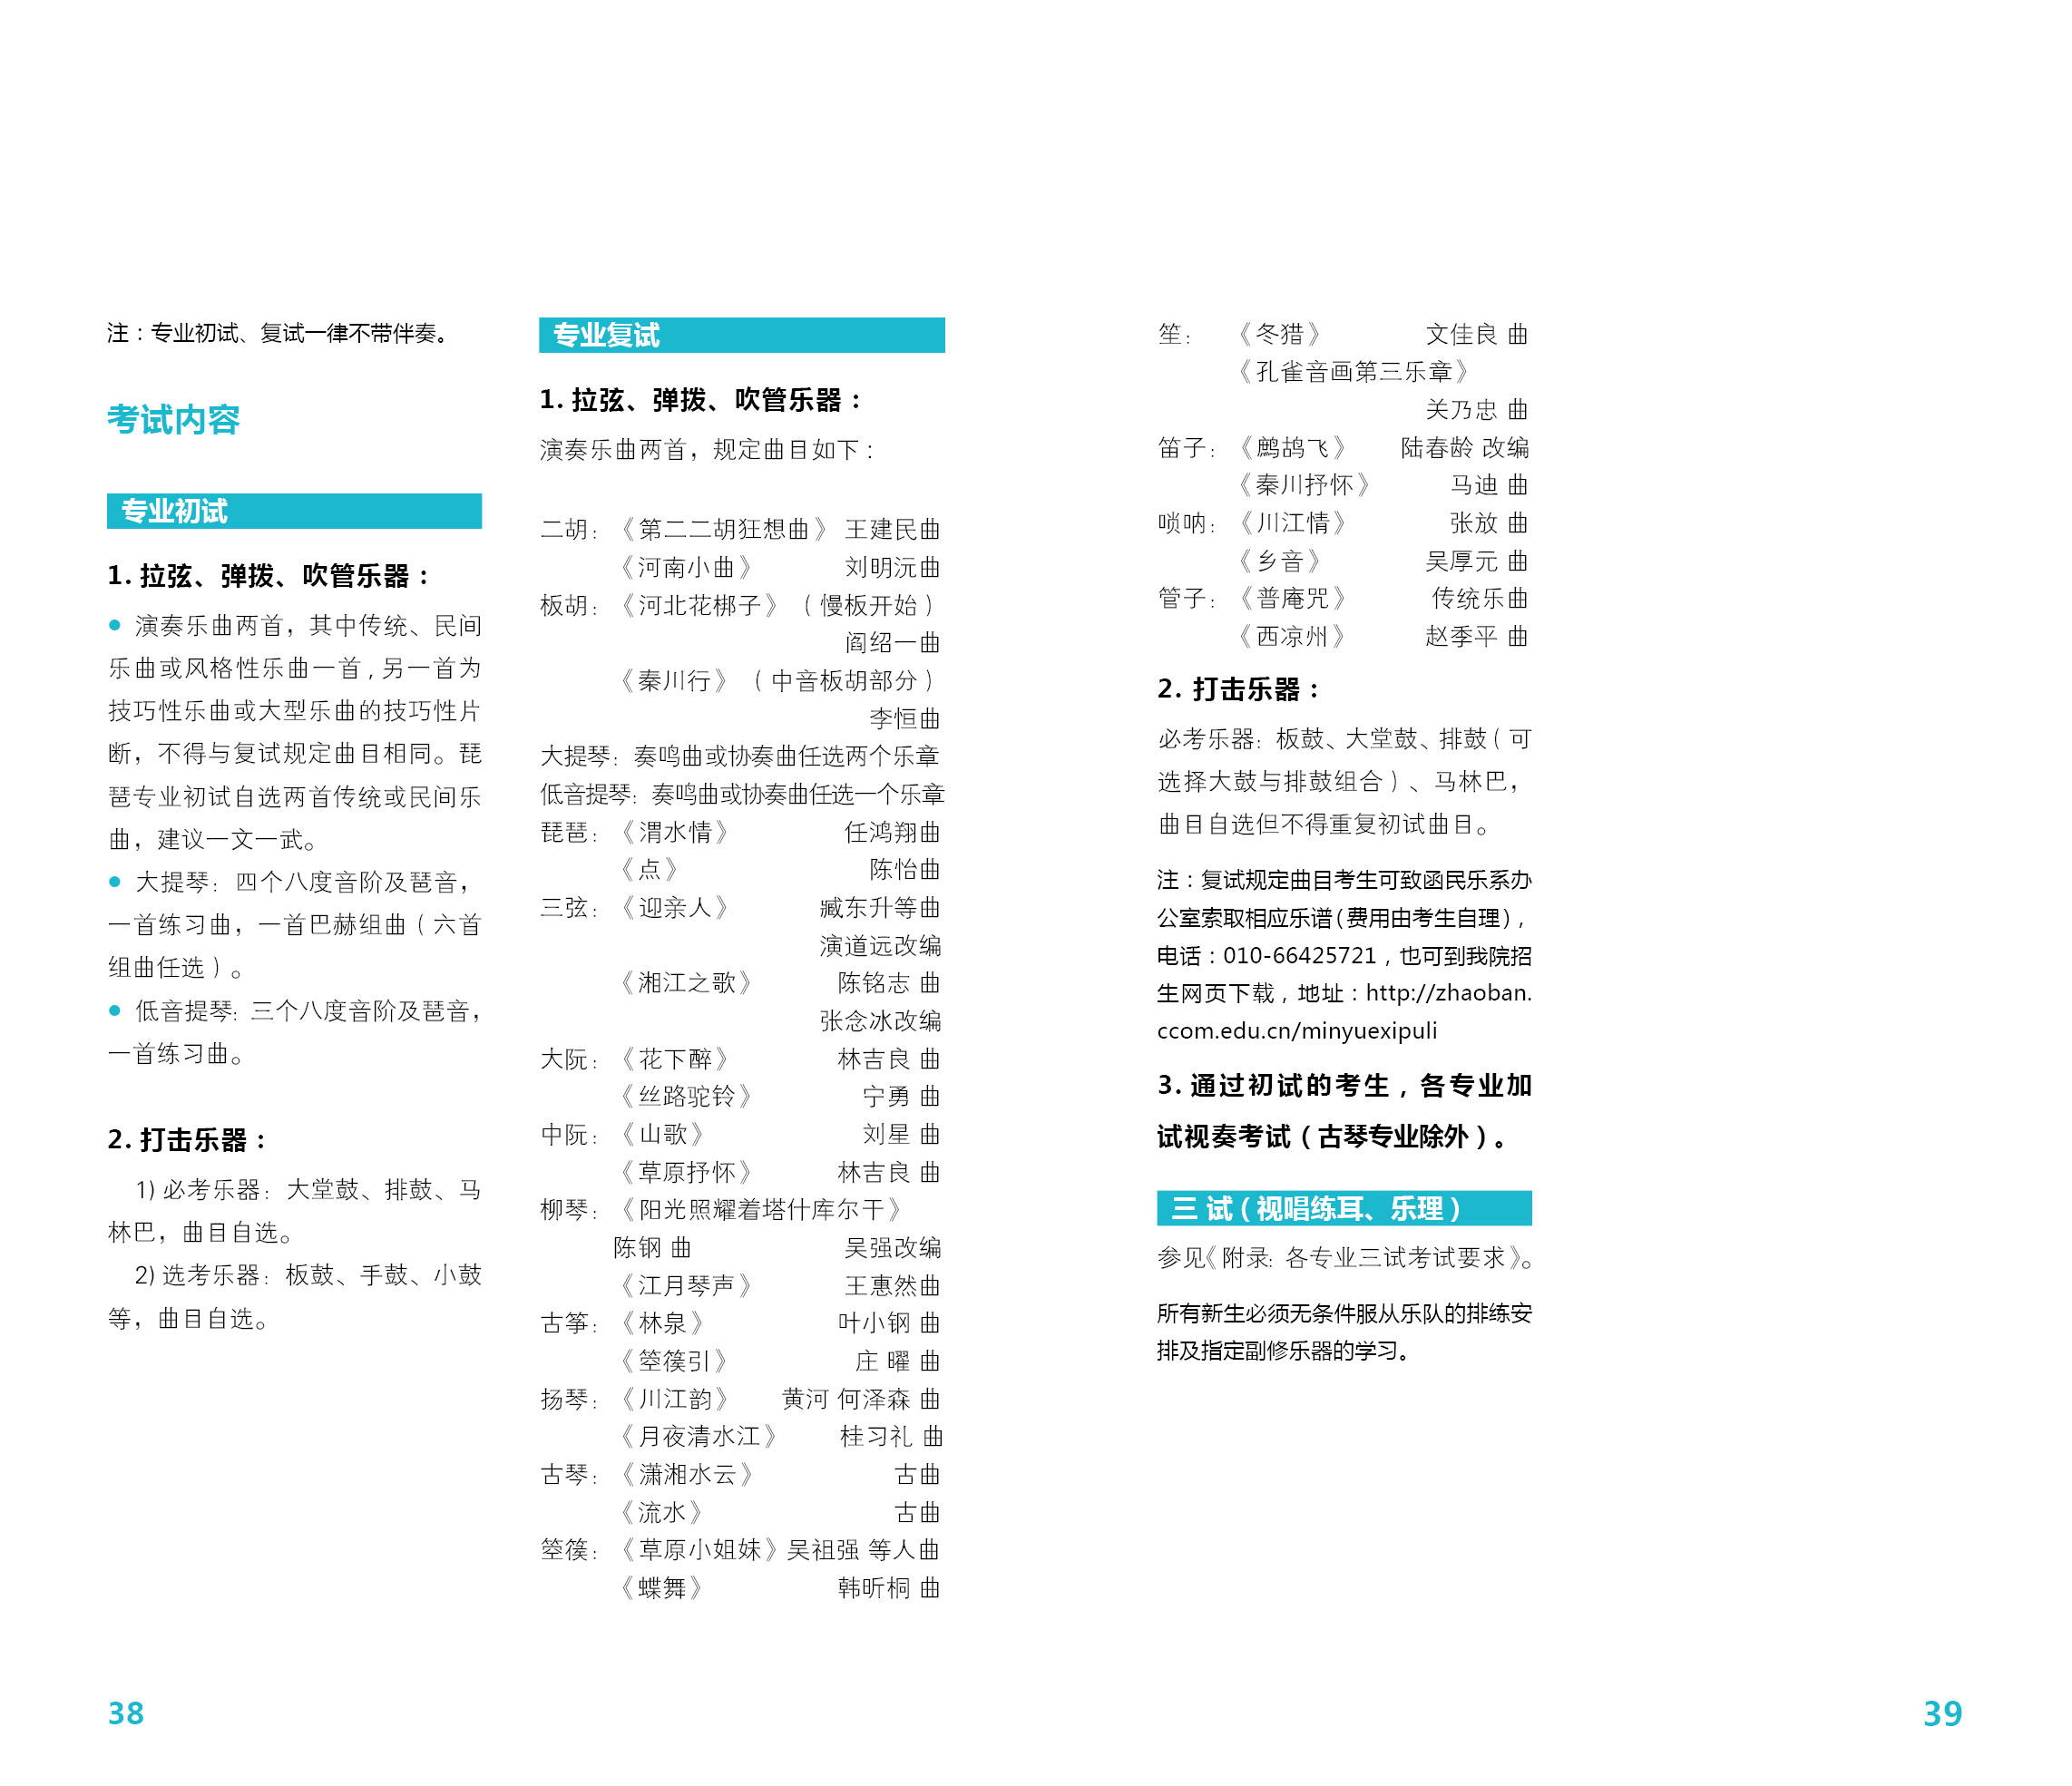 注：专业初试、复试一律不带伴奏。
考试内容
专业初试
1. 拉弦、弹拨、吹管乐器：
● 演奏乐曲两首，其中传统、民间
乐曲或风格性乐曲一首，另一首为
技巧性乐曲或大型乐曲的技巧性片
断，不得与复试规定曲目相同。琵
琶专业初试自选两首传统或民间乐
曲，建议一文一武。
● 大提琴：四个八度音阶及琶音，
一首练习曲，一首巴赫组曲（六首
组曲任选）。
● 低音提琴：三个八度音阶及琶音，
一首练习曲。
2. 打击乐器：
1) 必考乐器：大堂鼓、排鼓、马
林巴，曲目自选。
2) 选考乐器：板鼓、手鼓、小鼓
等，曲目自选。
38
专业复试
1. 拉弦、弹拨、吹管乐器：
演奏乐曲两首，规定曲目如下：
二胡：《第二二胡狂想曲》 王建民曲
《河南小曲》 刘明沅曲
板胡：《河北花梆子》（慢板开始）
阎绍一曲
《秦川行》（中音板胡部分）
李恒曲
大提琴：奏鸣曲或协奏曲任选两个乐章
低音提琴：奏鸣曲或协奏曲任选一个乐章
琵琶：《渭水情》 任鸿翔曲
《点》 陈怡曲
三弦：《迎亲人》 臧东升等曲
演道远改编
《湘江之歌》 陈铭志 曲
张念冰改编
大阮：《花下醉》 林吉良 曲
《丝路驼铃》 宁勇 曲
中阮：《山歌》 刘星 曲
《草原抒怀》 林吉良 曲
柳琴：《阳光照耀着塔什库尔干》
陈钢 曲 吴强改编
《江月琴声》 王惠然曲
古筝：《林泉》 叶小钢 曲
《箜篌引》 庄 曜 曲
扬琴：《川江韵》 黄河 何泽森 曲
《月夜清水江》 桂习礼 曲
古琴：《潇湘水云》 古曲
《流水》 古曲
箜篌：《草原小姐妹》吴祖强 等人曲
《蝶舞》 韩昕桐 曲
笙：《冬猎》 文佳良 曲
《孔雀音画第三乐章》
关乃忠 曲
笛子：《鹧鸪飞》 陆春龄 改编
《秦川抒怀》 马迪 曲
唢呐：《川江情》 张放 曲
《乡音》 吴厚元 曲
管子：《普庵咒》 传统乐曲
《西凉州》 赵季平 曲
2. 打击乐器：
必考乐器：板鼓、大堂鼓、排鼓（可
选择大鼓与排鼓组合）、马林巴，
曲目自选但不得重复初试曲目。
注：复试规定曲目考生可致函民乐系办
公室索取相应乐谱（费用由考生自理），
电话：010-66425721，也可到我院招
生网页下载，地址：http://zhaoban.
ccom.edu.cn/minyuexipuli
3. 通过初试的考生，各专业加
试视奏考试（古琴专业除外）。
三 试（视唱练耳、乐理）
参见《附录：各专业三试考试要求》。
所有新生必须无条件服从乐队的排练安
排及指定副修乐器的学习。
39